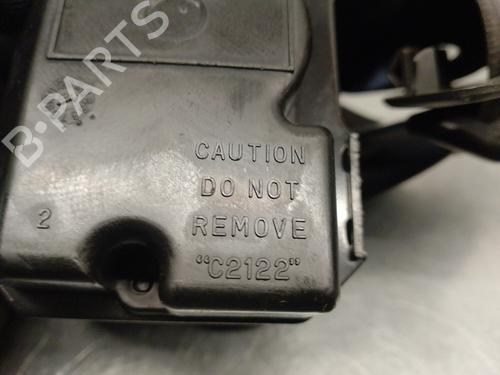 B-PARTS
CAUTION
DO NOT
REMOVE
"C2122"
2